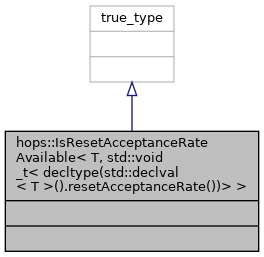 true_type
hops::IsResetAcceptanceRate
Available< T, std::void
_t< decltype(std::declval
< T >().resetAcceptanceRate())> >